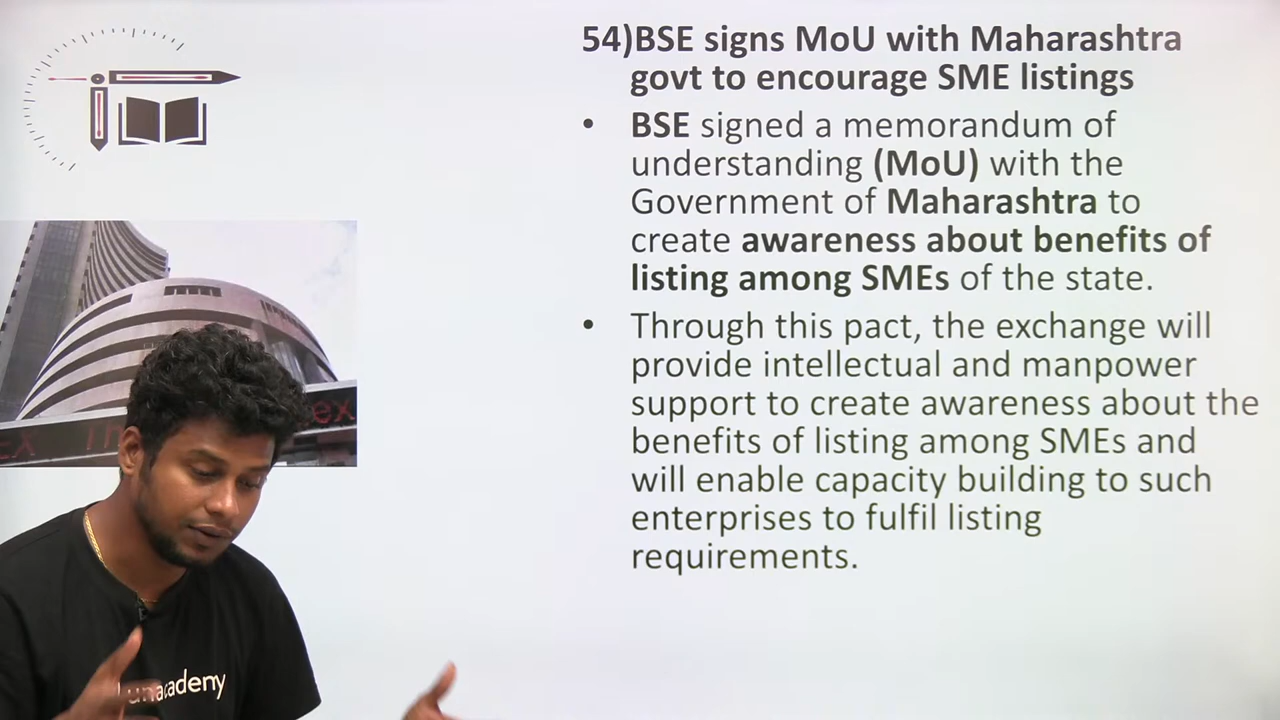 54)BSE signs MoU with Maharashtra
govt to encourage SME listings
• BSE signed a memorandum of
understanding (MoU) with the
Government of Maharashtra to
create awareness about benefits of
listing among SMEs of the state.
• Through this pact, the exchange will
provide intellectual and manpower
support to create awareness about the
benefits of listing among SMEs and
will enable capacity building to such
enterprises to fulfil listing
requirements.
unacademy